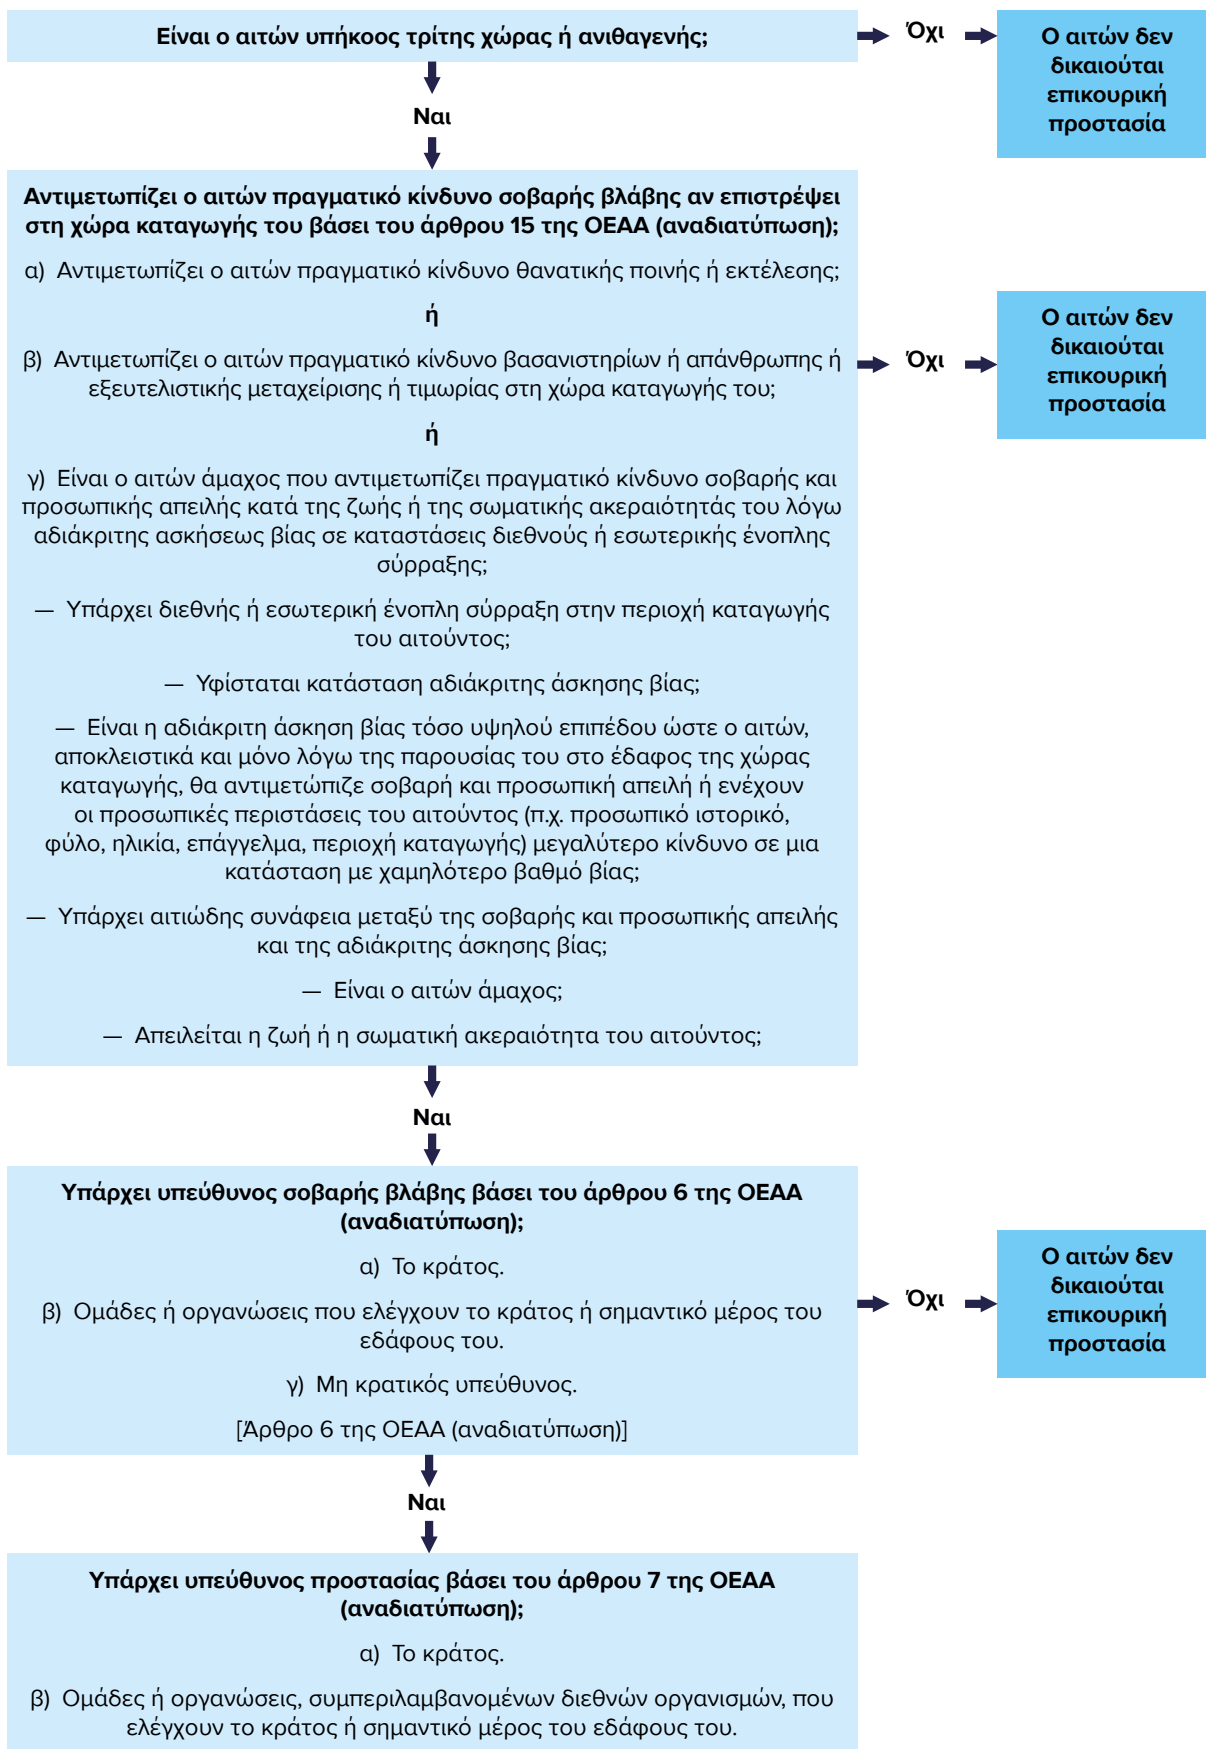 Είναι ο αιτών υπήκοος τρίτης χώρας ή ανιθαγενής;
Όχι
Ο αιτών δεν
δικαιούται
επικουρική
προστασία
Ναι
Αντιμετωπίζει ο αιτών πραγματικό κίνδυνο σοβαρής βλάβης αν επιστρέψει
στη χώρα καταγωγής του βάσει του άρθρου 15 της ΟΕΑΑ (αναδιατύπωση);
α) Αντιμετωπίζει ο αιτών πραγματικό κίνδυνο θανατικής ποινής ή εκτέλεσης;
ή
β) Αντιμετωπίζει ο αιτών πραγματικό κίνδυνο βασανιστηρίων ή απάνθρωπης ή
εξευτελιστικής μεταχείρισης ή τιμωρίας στη χώρα καταγωγής του;
ή
γ) Είναι ο αιτών άμαχος που αντιμετωπίζει πραγματικό κίνδυνο σοβαρής και
προσωπικής απειλής κατά της ζωής ή της σωματικής ακεραιότητάς του λόγω
αδιάκριτης ασκήσεως βίας σε καταστάσεις διεθνούς ή εσωτερικής ένοπλης
σύρραξης;
— Υπάρχει διεθνής ή εσωτερική ένοπλη σύρραξη στην περιοχή καταγωγής
του αιτούντος;
— Υφίσταται κατάσταση αδιάκριτης άσκησης βίας;
— Είναι η αδιάκριτη άσκηση βίας τόσο υψηλού επιπέδου ώστε ο αιτών,
αποκλειστικά και μόνο λόγω της παρουσίας του στο έδαφος της χώρας
καταγωγής, θα αντιμετώπιζε σοβαρή και προσωπική απειλή ή ενέχουν
οι προσωπικές περιστάσεις του αιτούντος (π.χ. προσωπικό ιστορικό,
φύλο, ηλικία, επάγγελμα, περιοχή καταγωγής) μεγαλύτερο κίνδυνο σε μια
κατάσταση με χαμηλότερο βαθμό βίας;
— Υπάρχει αιτιώδης συνάφεια μεταξύ της σοβαρής και προσωπικής απειλής
και της αδιάκριτης άσκησης βίας;
— Είναι ο αιτών άμαχος;
— Απειλείται η ζωή ή η σωματική ακεραιότητα του αιτούντος;
Όχι
Ο αιτών δεν
δικαιούται
επικουρική
προστασία
Ναι
Υπάρχει υπεύθυνος σοβαρής βλάβης βάσει του άρθρου 6 της ΟΕΑΑ
(αναδιατύπωση);
α) Το κράτος.
β) Ομάδες ή οργανώσεις που ελέγχουν το κράτος ή σημαντικό μέρος του
εδάφους του.
γ) Μη κρατικός υπεύθυνος.
[Άρθρο 6 της ΟΕΑΑ (αναδιατύπωση)]
Όχι
Ο αιτών δεν
δικαιούται
επικουρική
προστασία
Ναι
Υπάρχει υπεύθυνος προστασίας βάσει του άρθρου 7 της ΟΕΑΑ
(αναδιατύπωση);
α) Το κράτος.
β) Ομάδες ή οργανώσεις, συμπεριλαμβανομένων διεθνών οργανισμών, που
ελέγχουν το κράτος ή σημαντικό μέρος του εδάφους του.